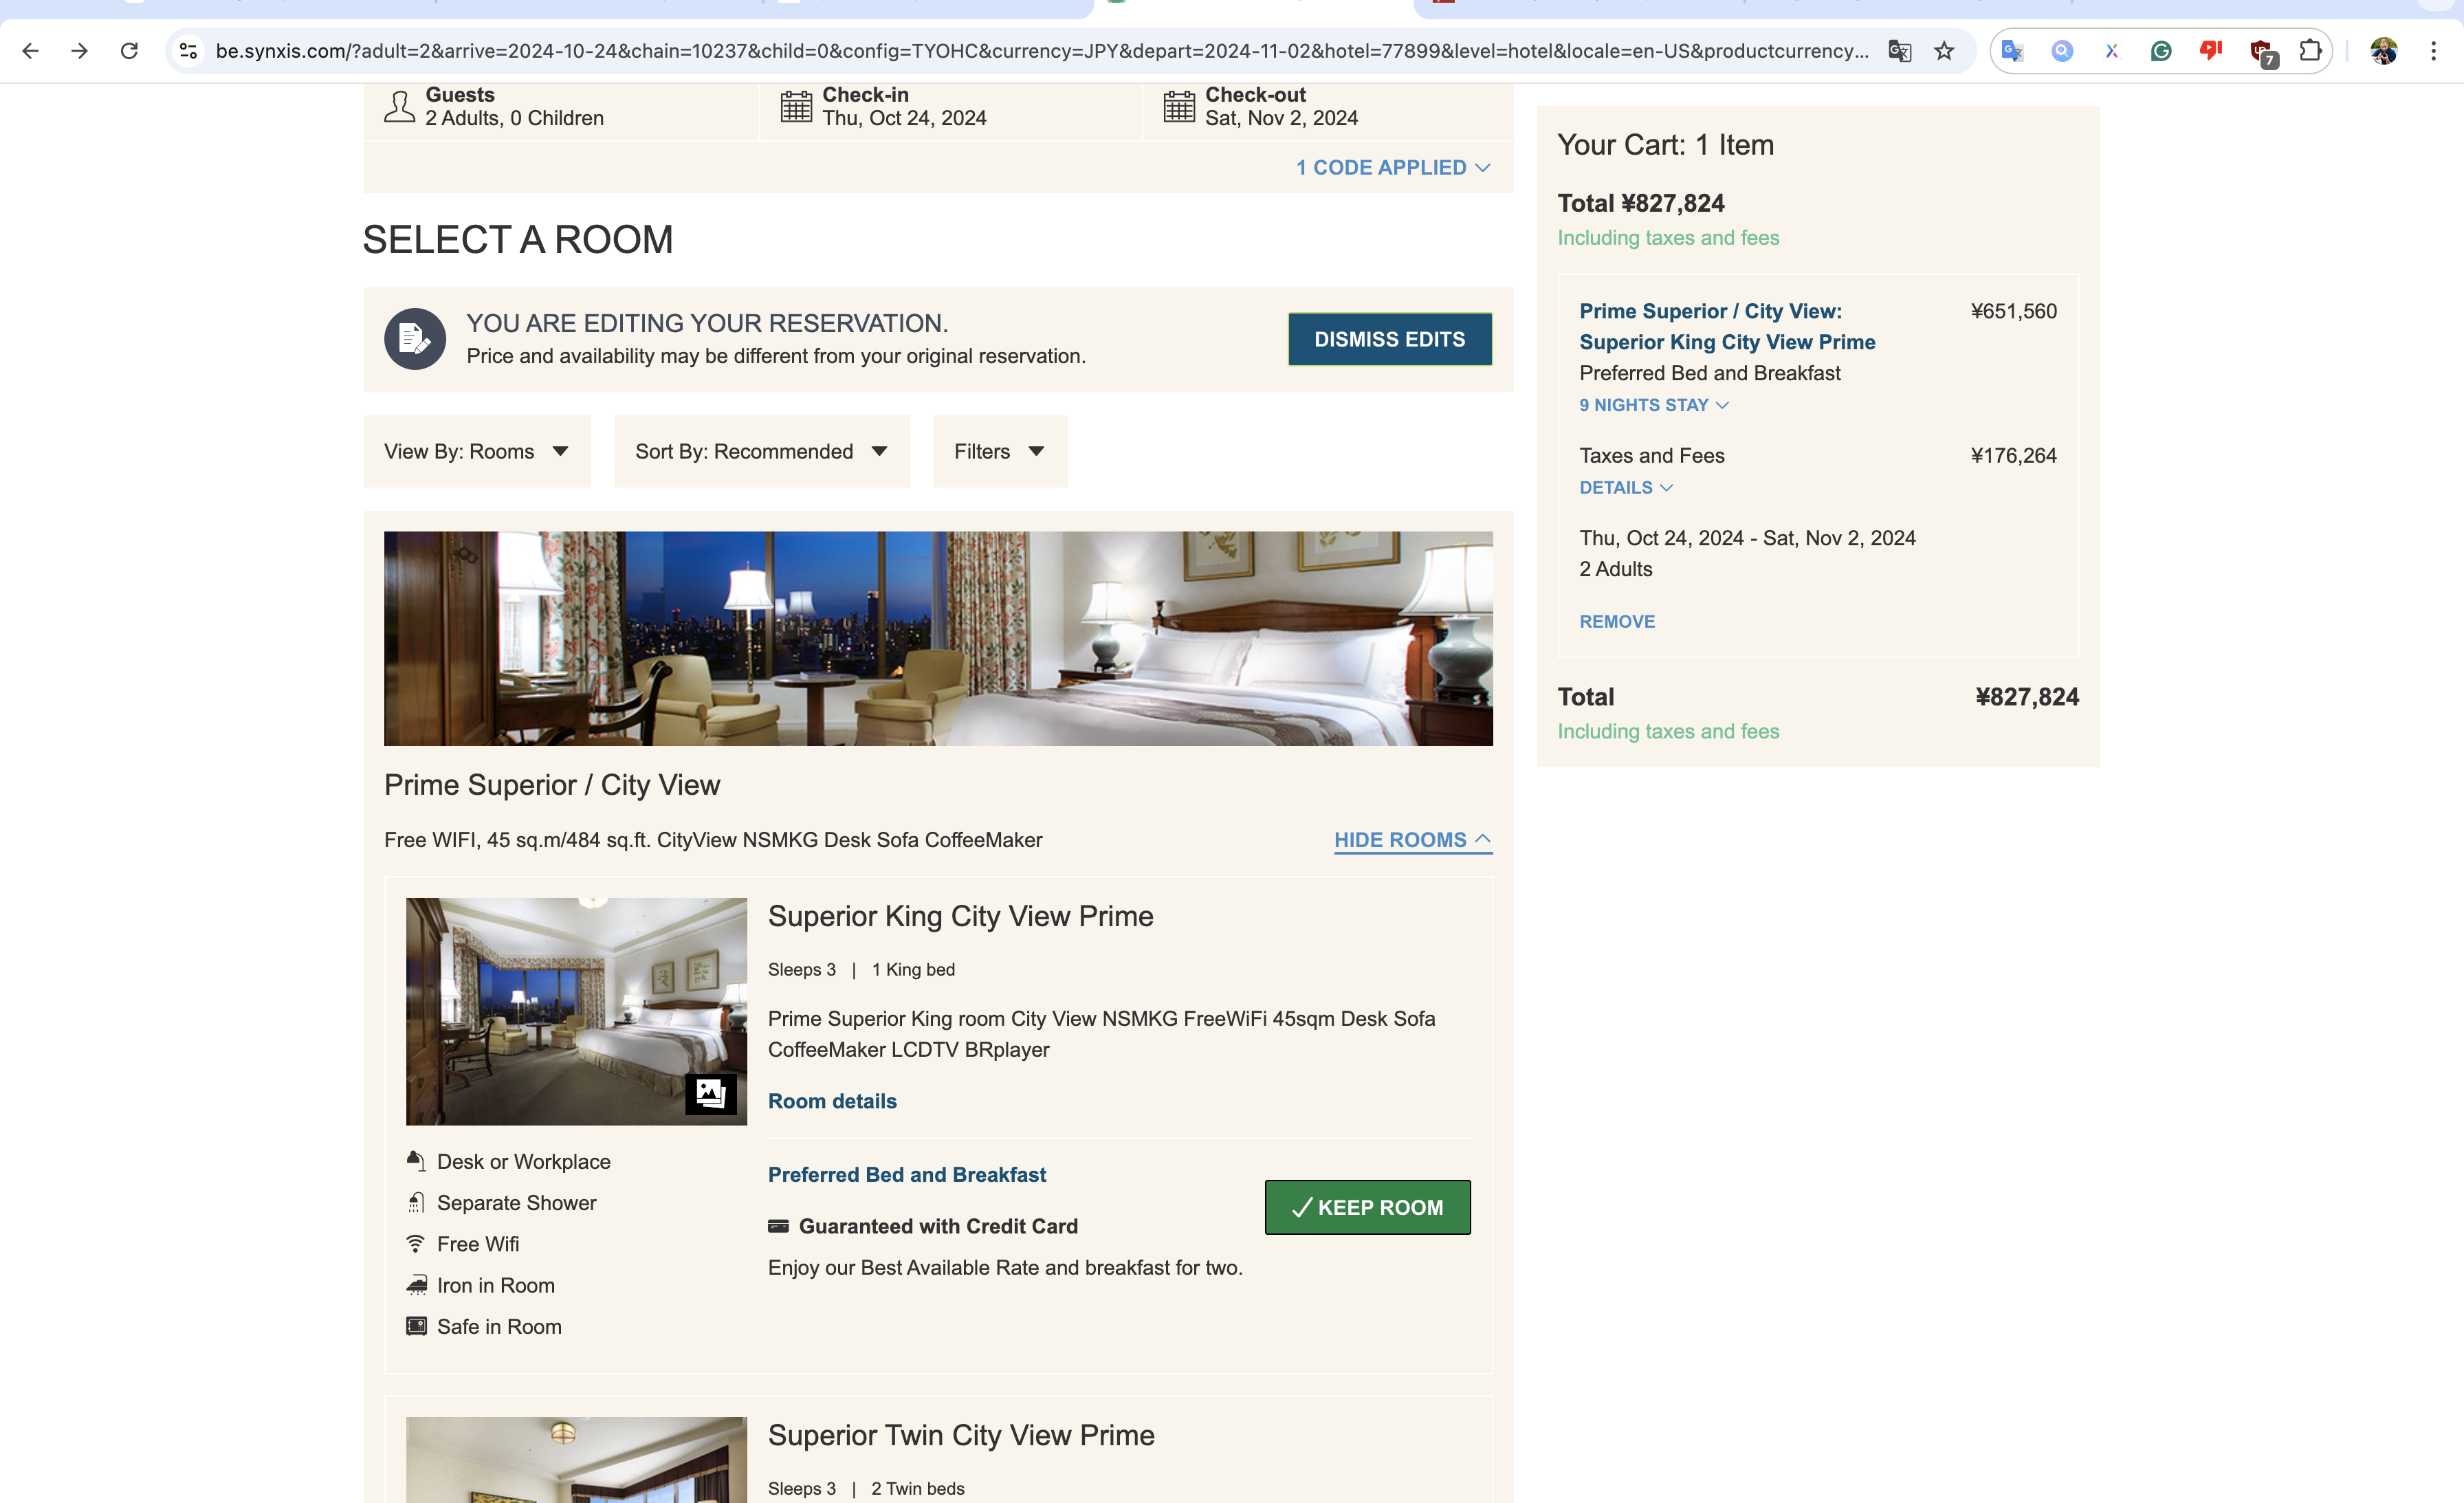 be.synxis.com/?adult=2&arrive=2024-10-24&chain=10237&child=0&config=TYOHC&currency=JPY&depart=2024-11-02&hotel=77899&level=hotel&locale=en-US&productcurrency...
7
Guests
2 Adults, 0 Children
Check-in
Thu, Oct 24, 2024
Check-out
Sat, Nov 2, 2024
1 CODE APPLIED
SELECT A ROOM
YOU ARE EDITING YOUR RESERVATION.
Price and availability may be different from your original reservation.
DISMISS EDITS
View By: Rooms
Sort By: Recommended
Filters
Prime Superior / City View
Free WIFI, 45 sq.m/484 sq.ft. CityView NSMKG Desk Sofa CoffeeMaker
HIDE ROOMS
Superior King City View Prime
Sleeps 3 | 1 King bed
Prime Superior King room City View NSMKG FreeWiFi 45sqm Desk Sofa
CoffeeMaker LCDTV BRplayer
Room details
Desk or Workplace
Separate Shower
Free Wifi
Iron in Room
Safe in Room
Preferred Bed and Breakfast
Guaranteed with Credit Card
Enjoy our Best Available Rate and breakfast for two.
KEEP ROOM
Superior Twin City View Prime
Sleeps 3 | 2 Twin beds
Your Cart: 1 Item
Total ¥827,824
Including taxes and fees
Prime Superior / City View: ¥651,560
Superior King City View Prime
Preferred Bed and Breakfast
9 NIGHTS STAY
Taxes and Fees ¥176,264
DETAILS
Thu, Oct 24, 2024 - Sat, Nov 2, 2024
2 Adults
REMOVE
Total ¥827,824
Including taxes and fees